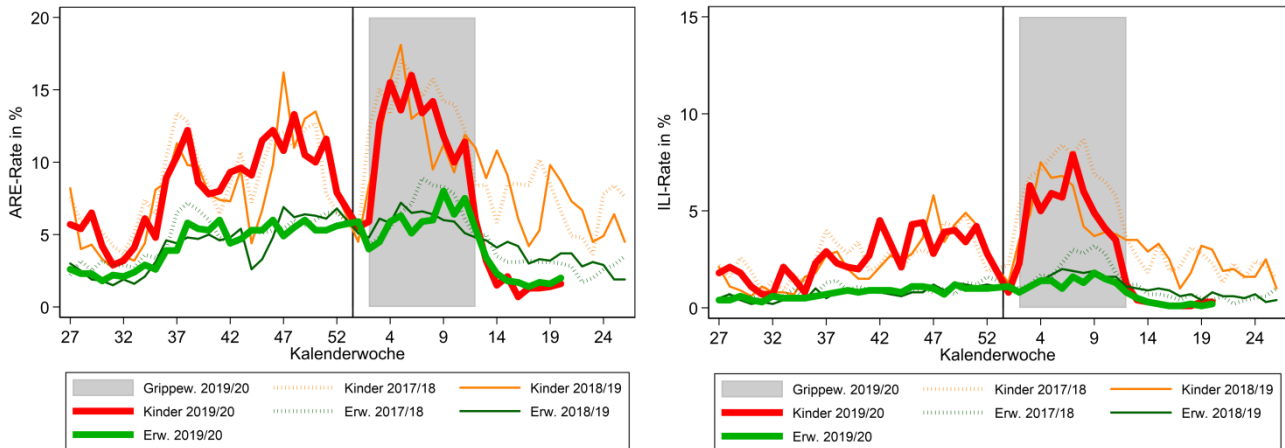 20
15
10
5
0
ARE-Rate in %
27 32 37 42 47 52 4 9 14 19 24
Kalenderwoche
Grippew. 2019/20 Kinder 2017/18 Kinder 2018/19
Kinder 2019/20 Erw. 2017/18 Erw. 2018/19
Erw. 2019/20
15
10
5
0
ILI-Rate in %
27 32 37 42 47 52 4 9 14 19 24
Kalenderwoche
Grippew. 2019/20 Kinder 2017/18 Kinder 2018/19
Kinder 2019/20 Erw. 2017/18 Erw. 2018/19
Erw. 2019/20